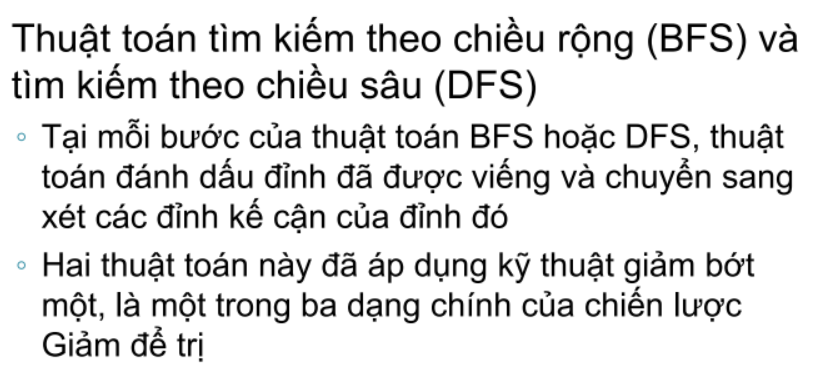 Thuật toán tìm kiếm theo chiều rộng (BFS) và
tìm kiếm theo chiều sâu (DFS)
◦ Tại mỗi bước của thuật toán BFS hoặc DFS, thuật
toán đánh dấu đỉnh đã được viếng và chuyển sang
xét các đỉnh kế cận của đỉnh đó
◦ Hai thuật toán này đã áp dụng kỹ thuật giảm bớt
một, là một trong ba dạng chính của chiến lược
Giảm để trị